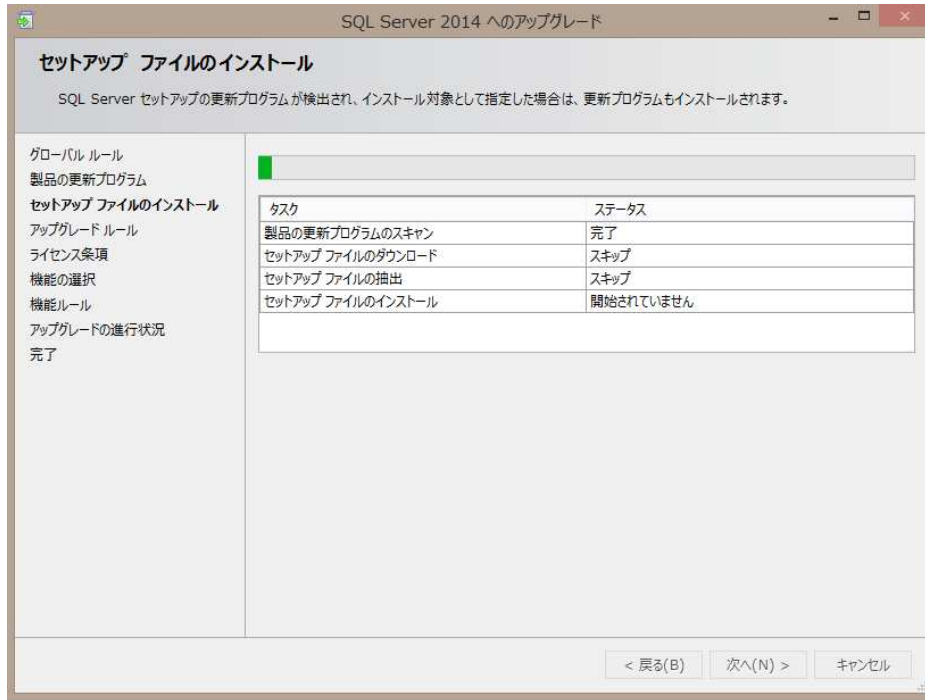 SQL Server 2014 へのアップグレード
セットアップ ファイルのインストール
SQL Server セットアップの更新プログラムが検出され、インストール対象として指定した場合は、更新プログラムもインストールされます。
グローバル ルール
製品の更新プログラム
セットアップ ファイルのインストール
アップグレード ルール
ライセンス条項
機能の選択
機能ルール
アップグレードの進行状況
完了
タスク ステータス
製品の更新プログラムのスキャン 完了
セットアップ ファイルのダウンロード スキップ
セットアップ ファイルの抽出 スキップ
セットアップ ファイルのインストール 開始されていません
< 戻る(B) 次へ(N) > キャンセル